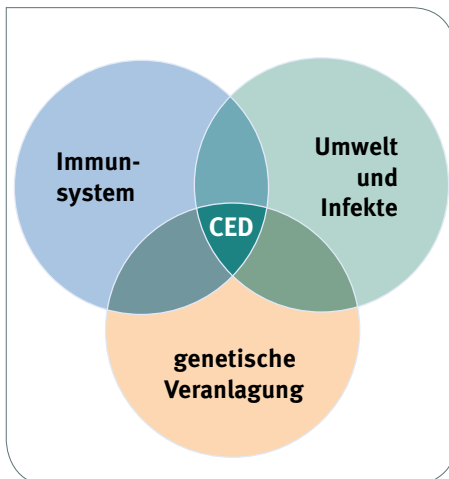 Immun-
system
Umwelt
und
Infekte
CED
genetische
Veranlagung